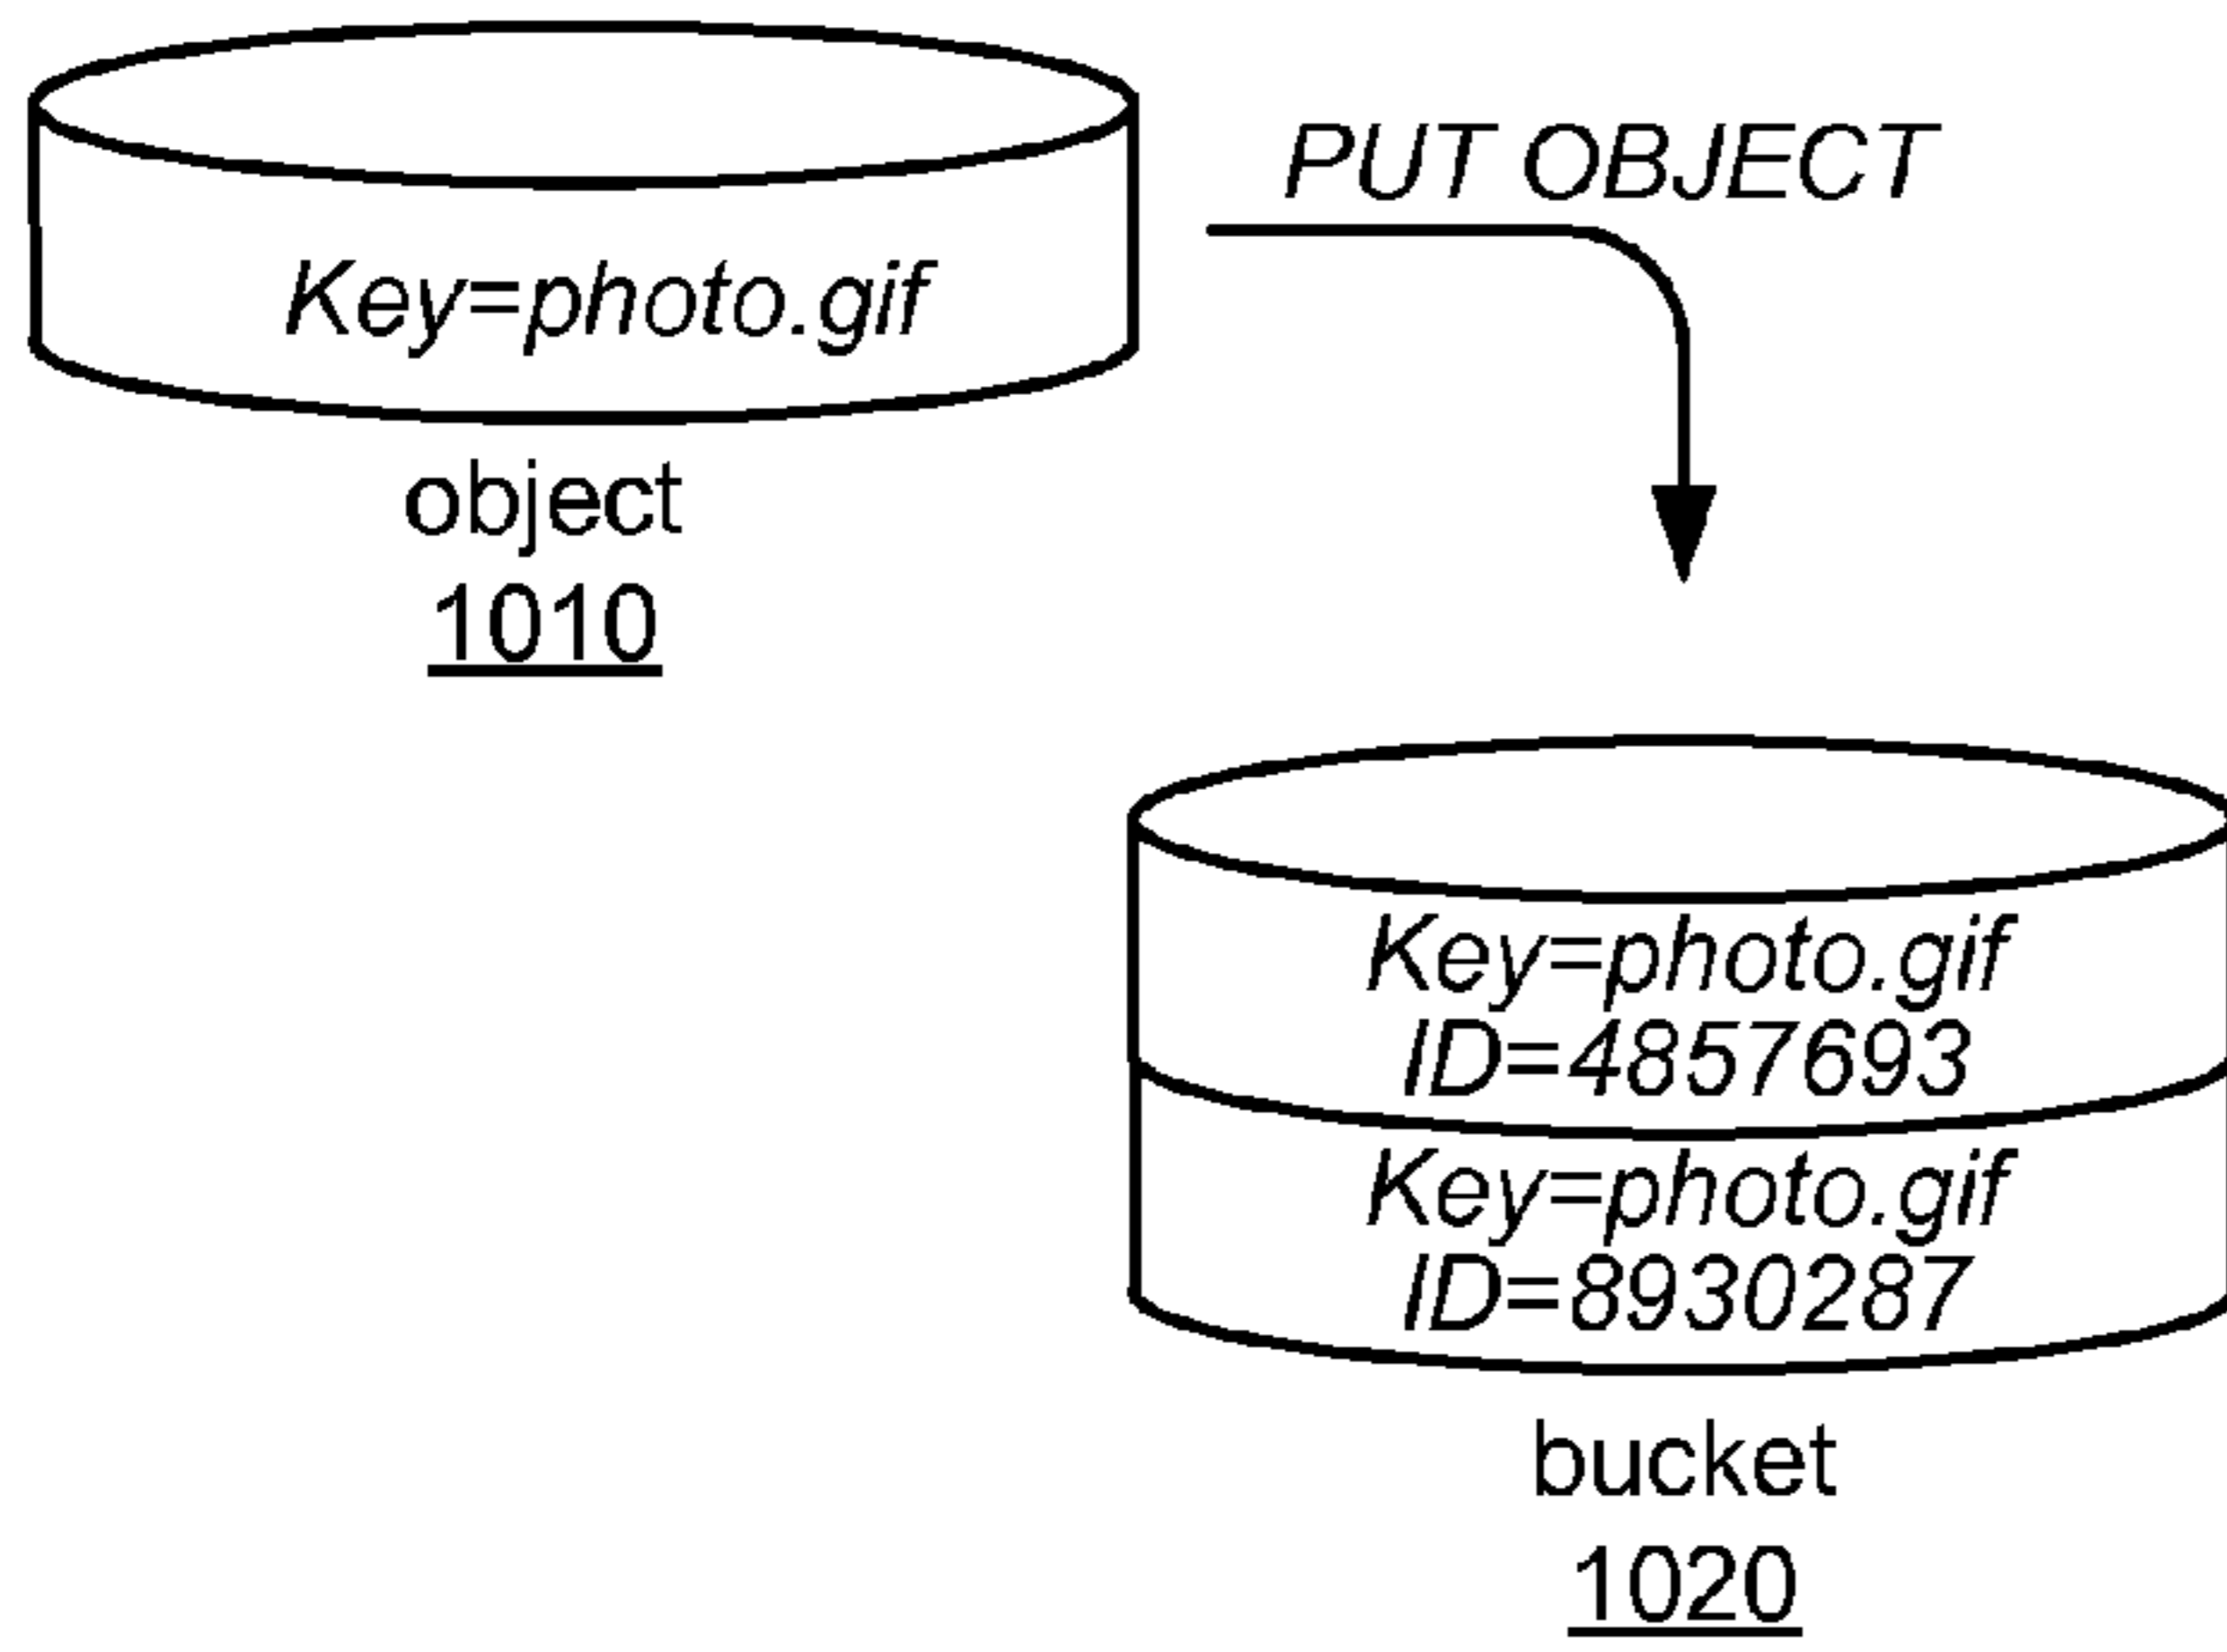 PUT OBJECT
Key=photo.gif
object
1010
Key=photo.gif
ID=4857693
Key=photo.gif
ID=8930287
bucket
1020